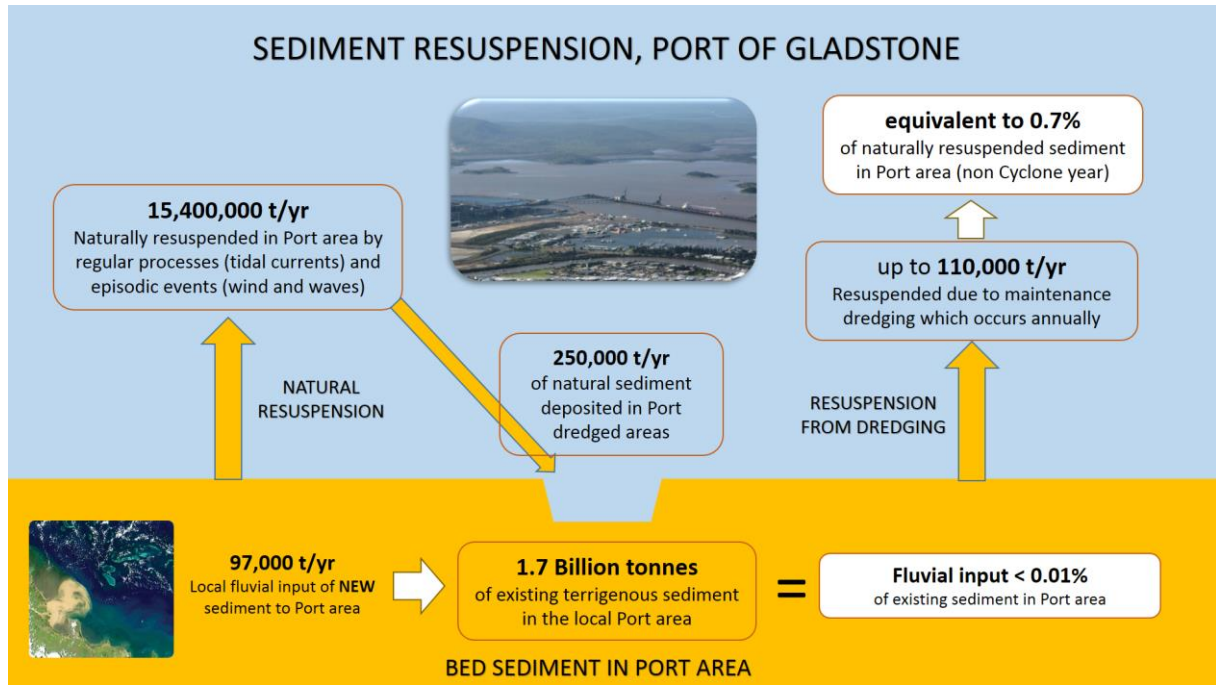 SEDIMENT RESUSPENSION, PORT OF GLADSTONE
equivalent to 0.7%
of naturally resuspended sediment
in Port area (non Cyclone year)
15,400,000 t/yr
Naturally resuspended in Port area by
regular processes (tidal currents) and
episodic events (wind and waves)
up to 110,000 t/yr
Resuspended due to maintenance
dredging which occurs annually
250,000 t/yr
of natural sediment
deposited in Port
dredged areas
NATURAL
RESUSPENSION
RESUSPENSION
FROM DREDGING
97,000 t/yr
Local fluvial input of NEW
sediment to Port area
1.7 Billion tonnes
of existing terrigenous sediment
in the local Port area
=
Fluvial input < 0.01%
of existing sediment in Port area
BED SEDIMENT IN PORT AREA